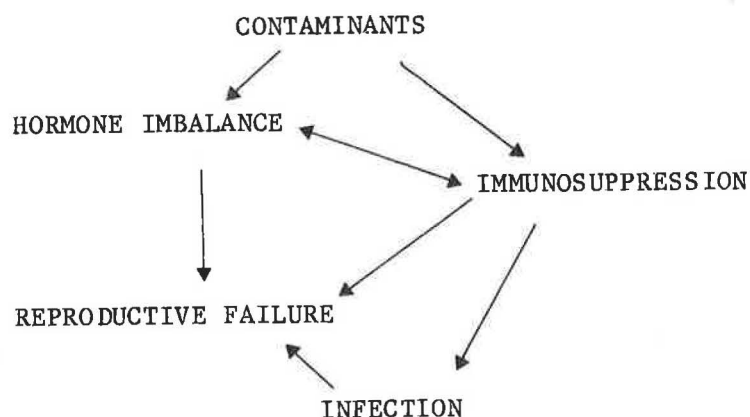 CONTAMINANTS
HORMONE IMBALANCE
IMMUNOSUPPRESSION
REPRODUCTIVE FAILURE
INFECTION